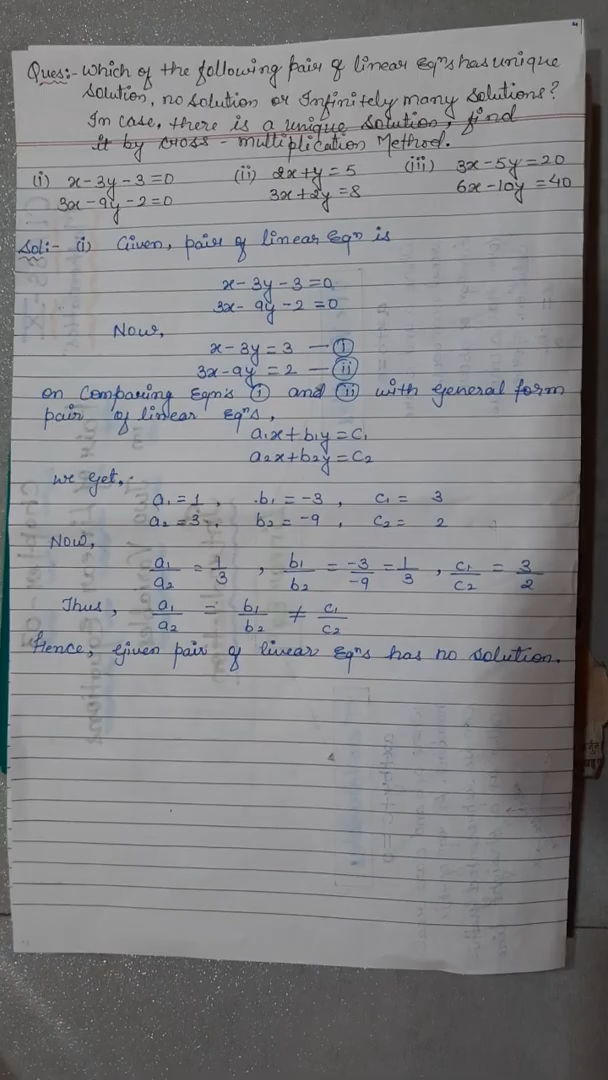 Ques:- Which of the following pair of linear Eqⁿs has unique
solution, no solution or Infinitely many solutions?
In case, there is a unique solution, find
it by cross-multiplication Method.
(i) x-3y-3=0 (ii) 2x+y=5 (iii) 3x-5y=20
3x-9y-2=0 3x+2y=8 6x-10y=40
Sol:- (i) Given, pair of linear Eqⁿ is
x-3y-3=0
3x-9y-2=0
Now,
x-3y=3 —(i)
3x-9y=2 —(ii)
on Comparing Eqⁿs (i) and (ii) with general form
pair of linear Eqⁿs,
a₁x+b₁y=C₁
a₂x+b₂y=C₂
we get,
a₁=1, b₁=-3, C₁= 3
a₂=3, b₂=-9, C₂= 2
Now,
a₁/a₂ = 1/3, b₁/b₂ = -3/-9 = 1/3, C₁/C₂ = 3/2
Thus, a₁/a₂ = b₁/b₂ ≠ C₁/C₂
Hence, given pair of linear Eqⁿs has no solution.